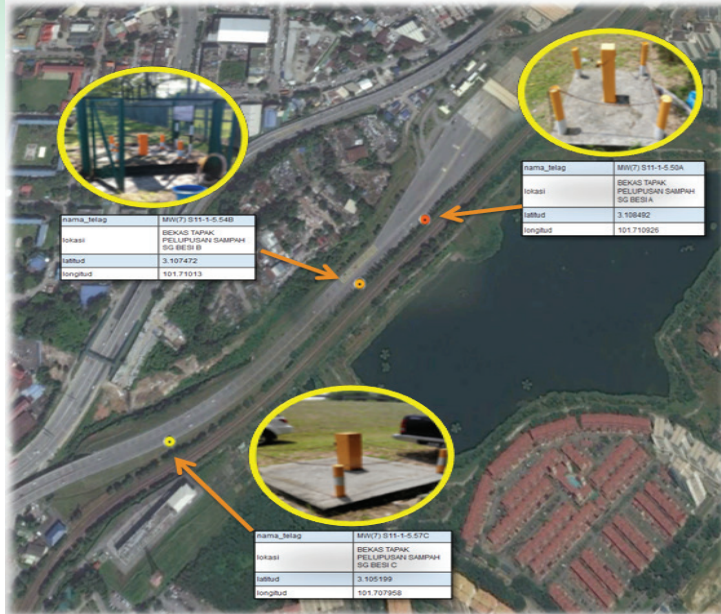 nama_telag MW(7) S11-1-5.50A
lokasi BEKAS TAPAK
PELUPUSAN SAMPAH
SG BESI A
latitud 3.108492
longitud 101.710926
nama_telag MW(7) S11-1-5.54B
lokasi BEKAS TAPAK
PELUPUSAN SAMPAH
SG BESI B
latitud 3.107472
longitud 101.71013
nama_telag MW(7) S11-1-5.57C
lokasi BEKAS TAPAK
PELUPUSAN SAMPAH
SG BESI C
latitud 3.105199
longitud 101.707958